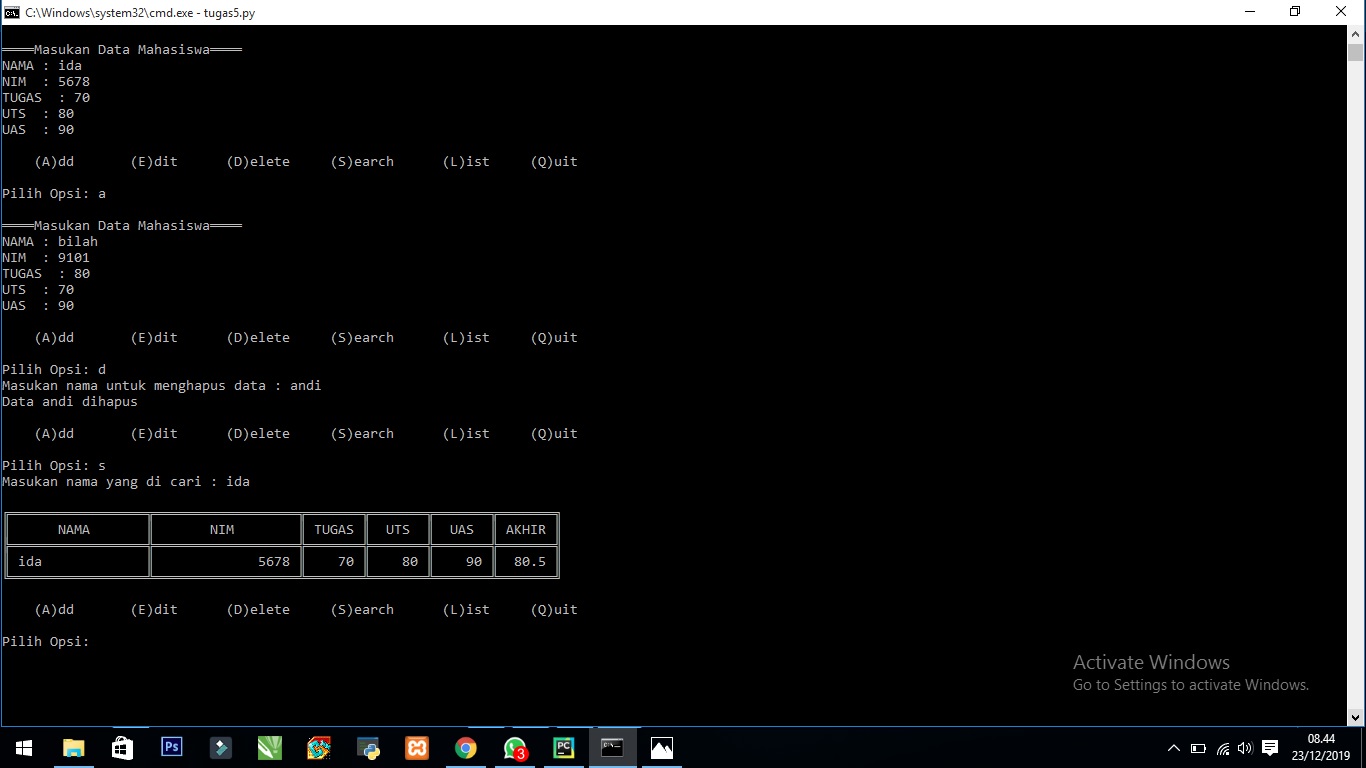 C:\Windows\system32\cmd.exe - tugas5.py
════Masukan Data Mahasiswa════
NAMA : ida
NIM  : 5678
TUGAS  : 70
UTS  : 80
UAS  : 90
(A)dd       (E)dit      (D)elete     (S)earch      (L)ist     (Q)uit
Pilih Opsi: a
════Masukan Data Mahasiswa════
NAMA : bilah
NIM  : 9101
TUGAS  : 80
UTS  : 70
UAS  : 90
(A)dd       (E)dit      (D)elete     (S)earch      (L)ist     (Q)uit
Pilih Opsi: d
Masukan nama untuk menghapus data : andi
Data andi dihapus
(A)dd       (E)dit      (D)elete     (S)earch      (L)ist     (Q)uit
Pilih Opsi: s
Masukan nama yang di cari : ida
NAMA NIM TUGAS UTS UAS AKHIR
ida 5678 70 80 90 80.5
(A)dd       (E)dit      (D)elete     (S)earch      (L)ist     (Q)uit
Pilih Opsi:
Activate Windows
Go to Settings to activate Windows.
Ps
3
PC
C:\_
08.44
23/12/2019